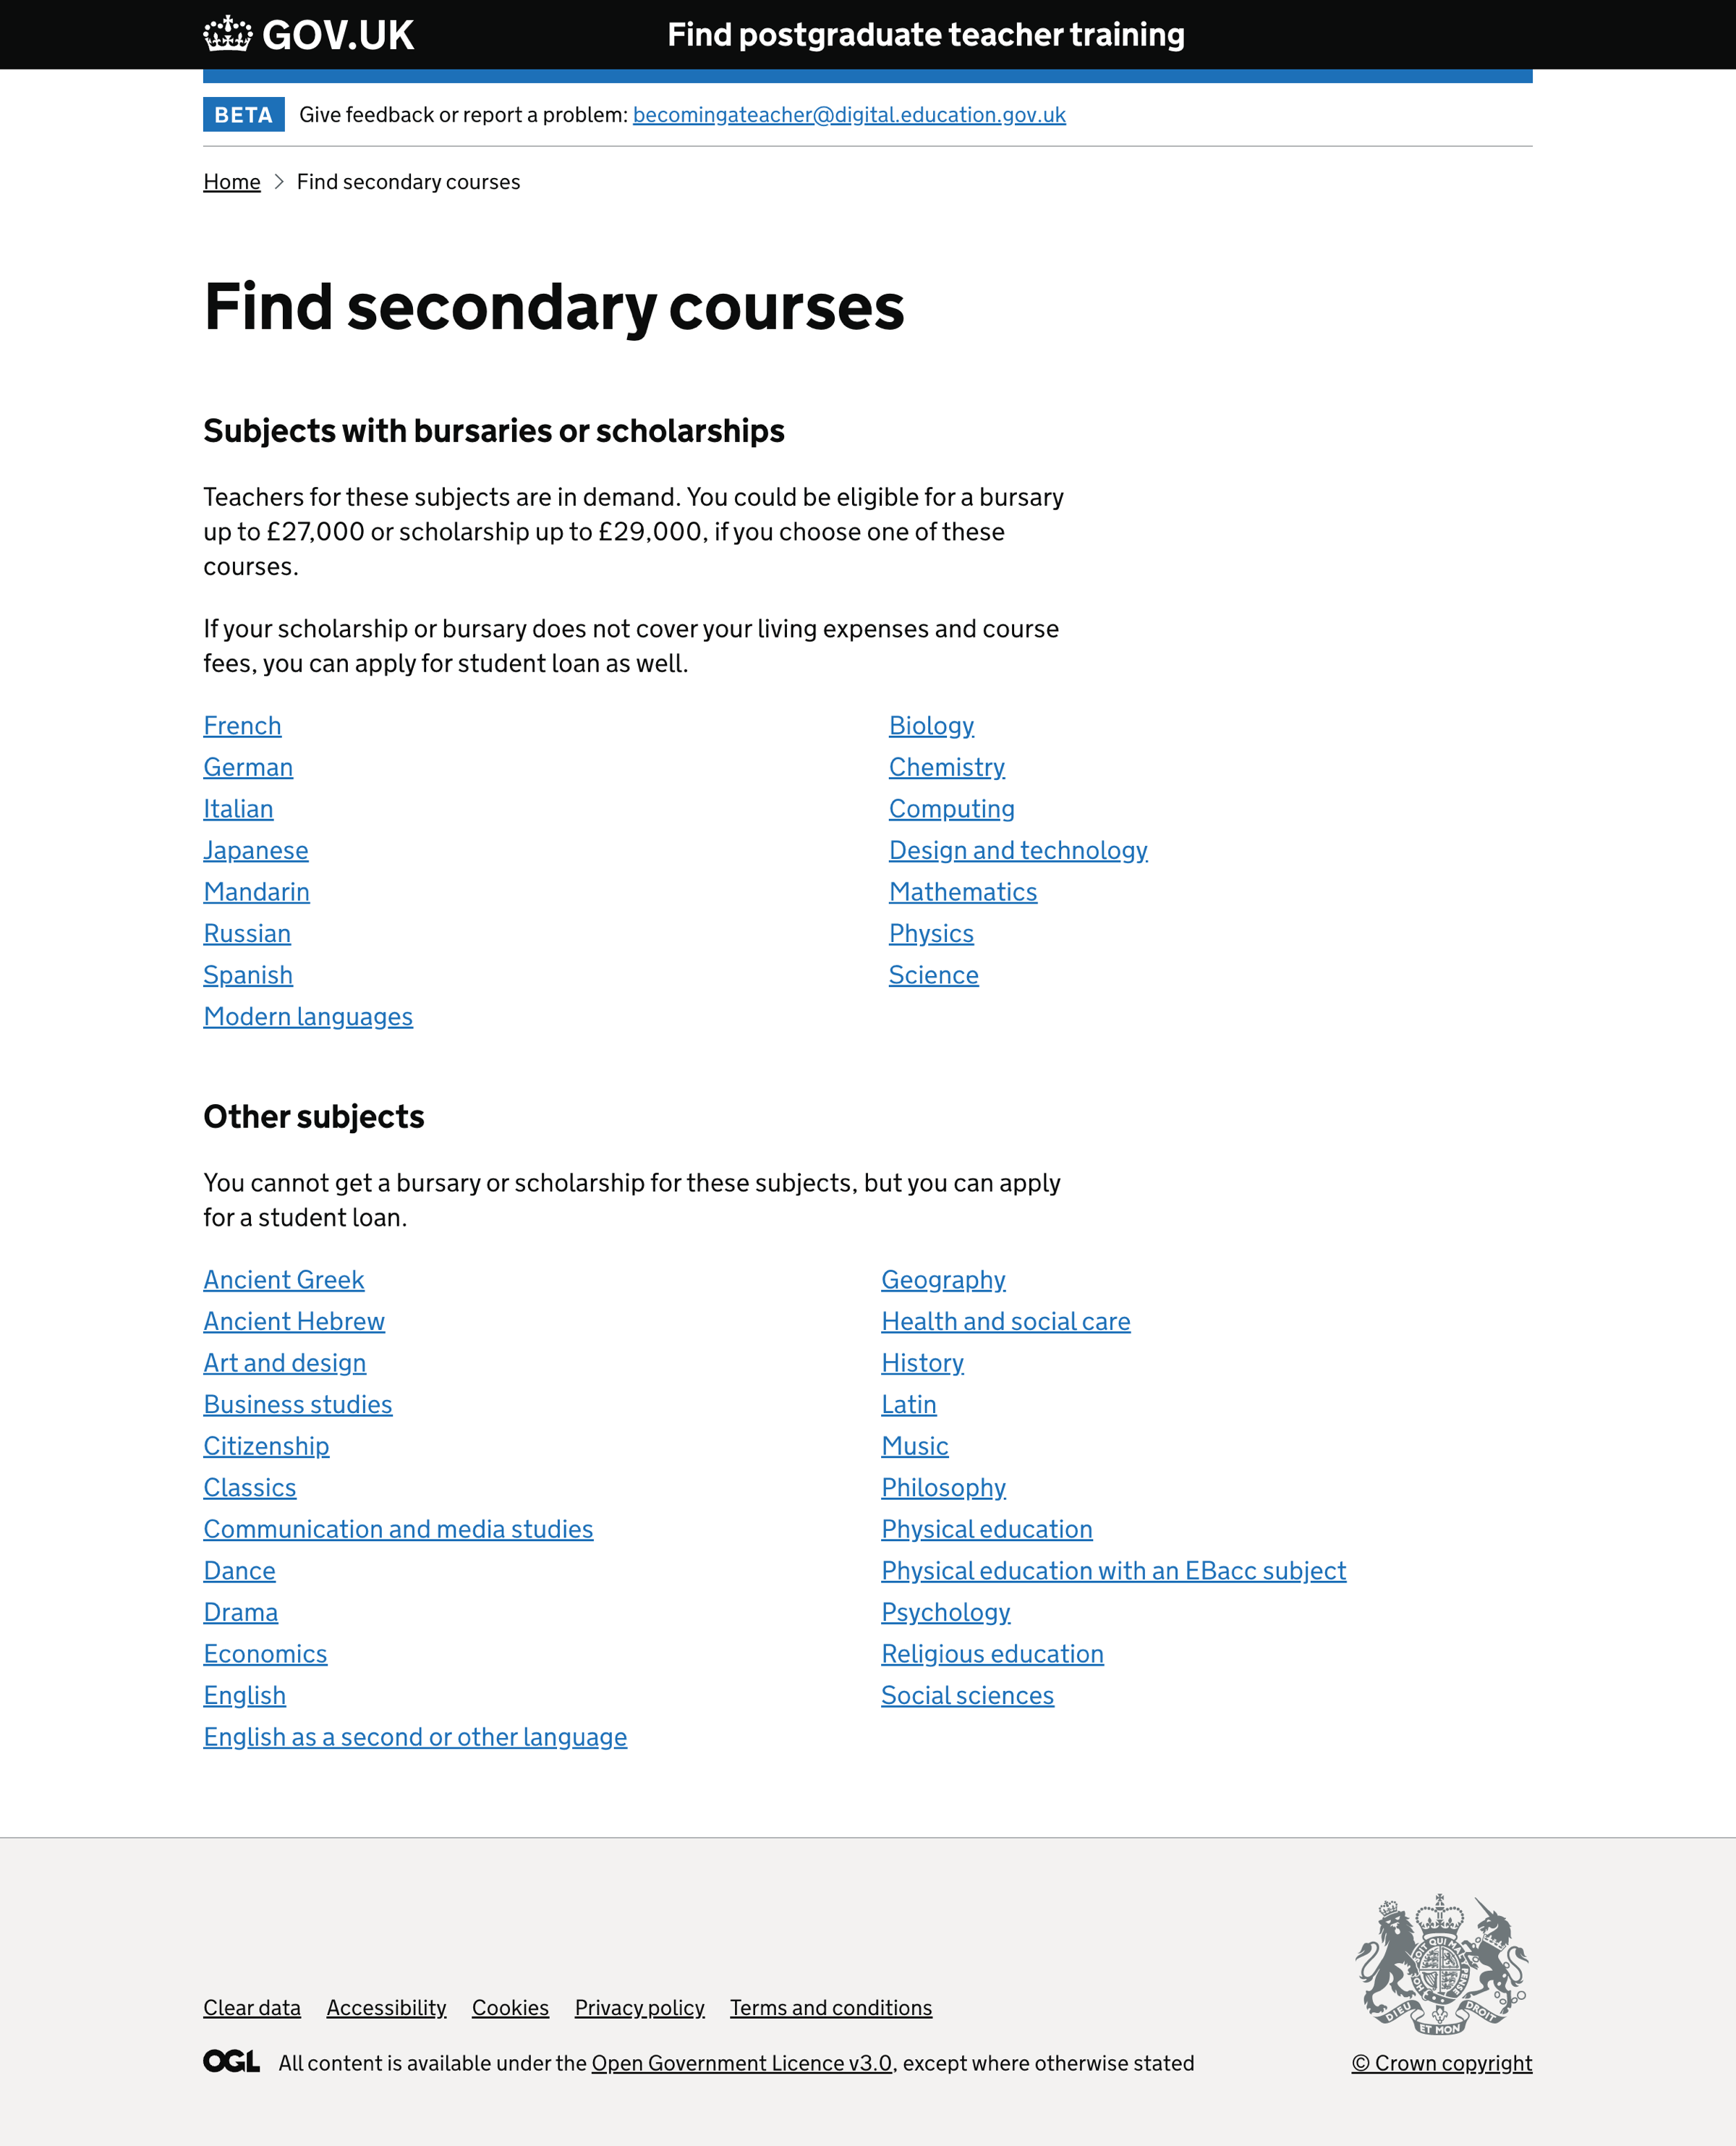 GOV.UK
Find postgraduate teacher training
BETA
Give feedback or report a problem: becomingateacher@digital.education.gov.uk
Home > Find secondary courses
Find secondary courses
Subjects with bursaries or scholarships
Teachers for these subjects are in demand. You could be eligible for a bursary
up to £27,000 or scholarship up to £29,000, if you choose one of these
courses.
If your scholarship or bursary does not cover your living expenses and course
fees, you can apply for student loan as well.
French
German
Italian
Japanese
Mandarin
Russian
Spanish
Modern languages
Biology
Chemistry
Computing
Design and technology
Mathematics
Physics
Science
Other subjects
You cannot get a bursary or scholarship for these subjects, but you can apply
for a student loan.
Ancient Greek
Ancient Hebrew
Art and design
Business studies
Citizenship
Classics
Communication and media studies
Dance
Drama
Economics
English
English as a second or other language
Geography
Health and social care
History
Latin
Music
Philosophy
Physical education
Physical education with an EBacc subject
Psychology
Religious education
Social sciences
Clear data
Accessibility
Cookies
Privacy policy
Terms and conditions
OGL
All content is available under the Open Government Licence v3.0, except where otherwise stated
DIEU
ET MON
DROIT
© Crown copyright